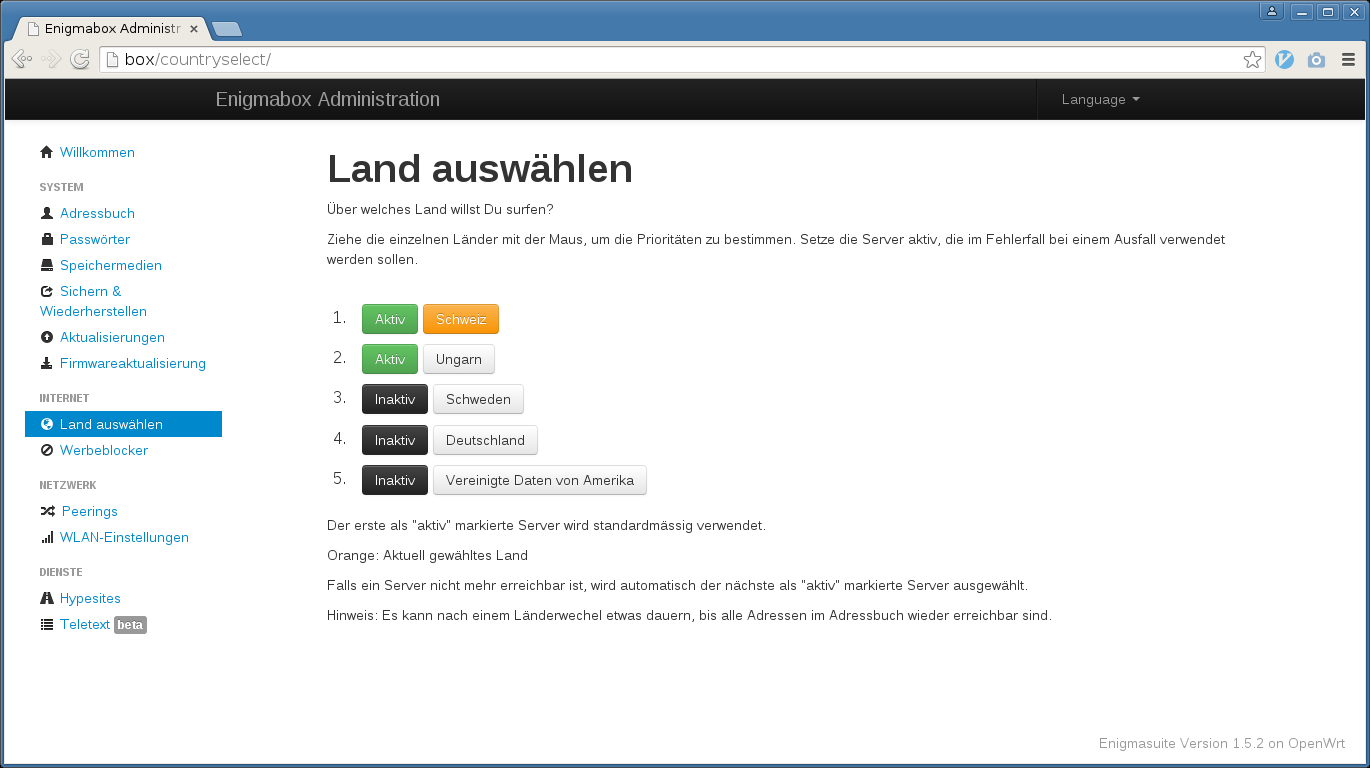 Enigmabox Administr
box/countryselect/
Enigmabox Administration
Language
Willkommen
SYSTEM
Adressbuch
Passwörter
Speichermedien
Sichern &
Wiederherstellen
Aktualisierungen
Firmwareaktualisierung
INTERNET
Land auswählen
Werbeblocker
NETZWERK
Peerings
WLAN-Einstellungen
DIENSTE
Hypesites
Teletext beta
Land auswählen
Über welches Land willst Du surfen?
Ziehe die einzelnen Länder mit der Maus, um die Prioritäten zu bestimmen. Setze die Server aktiv, die im Fehlerfall bei einem Ausfall verwendet
werden sollen.
1. Aktiv Schweiz
2. Aktiv Ungarn
3. Inaktiv Schweden
4. Inaktiv Deutschland
5. Inaktiv Vereinigte Daten von Amerika
Der erste als "aktiv" markierte Server wird standardmässig verwendet.
Orange: Aktuell gewähltes Land
Falls ein Server nicht mehr erreichbar ist, wird automatisch der nächste als "aktiv" markierte Server ausgewählt.
Hinweis: Es kann nach einem Länderwechsel etwas dauern, bis alle Adressen im Adressbuch wieder erreichbar sind.
Enigmasuite Version 1.5.2 on OpenWrt